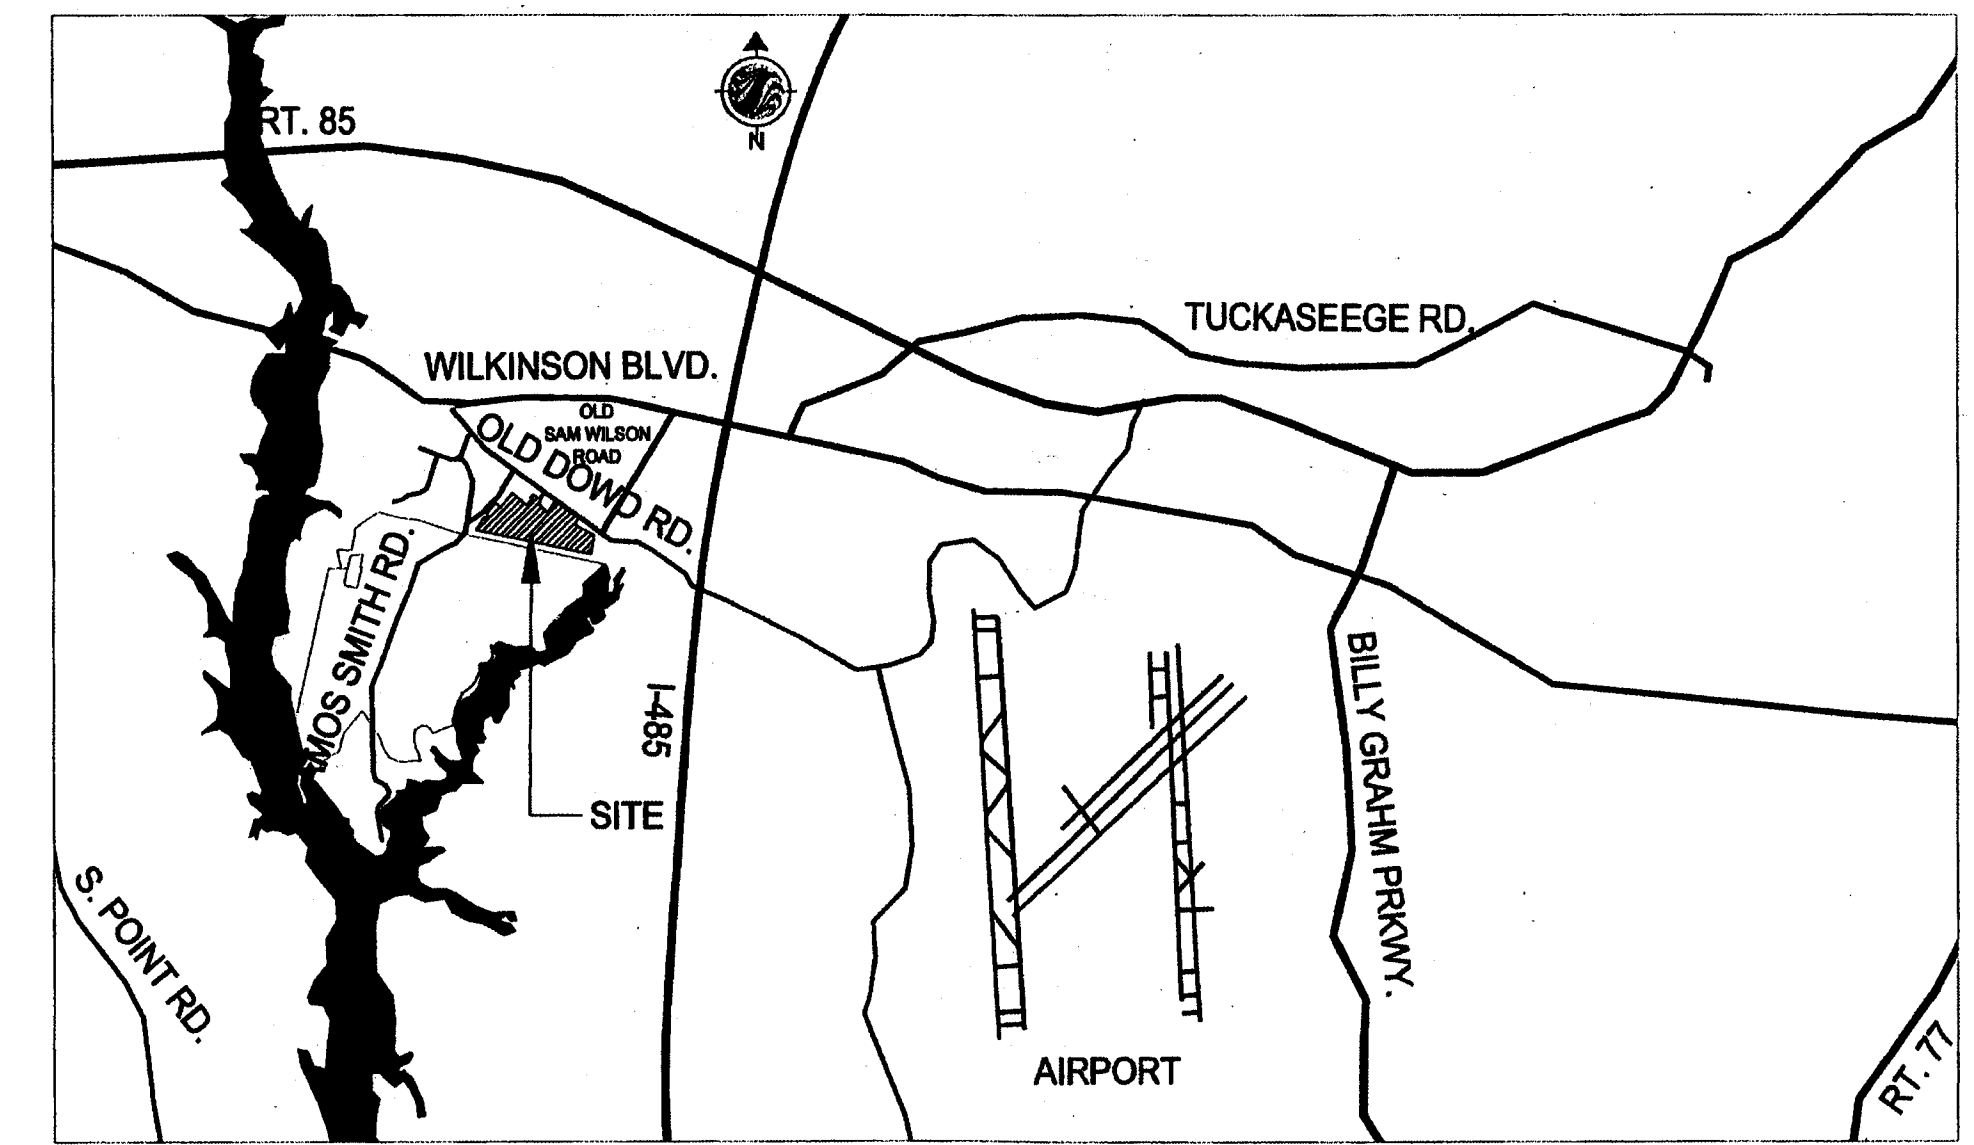 N
RT. 85
TUCKASEEGE RD.
WILKINSON BLVD.
OLD
SAM WILSON
ROAD
OLD DOWD RD.
MOS SMITH RD.
I-485
SITE
BILLY GRAHM PRKWY.
S. POINT RD.
AIRPORT
RT. 77